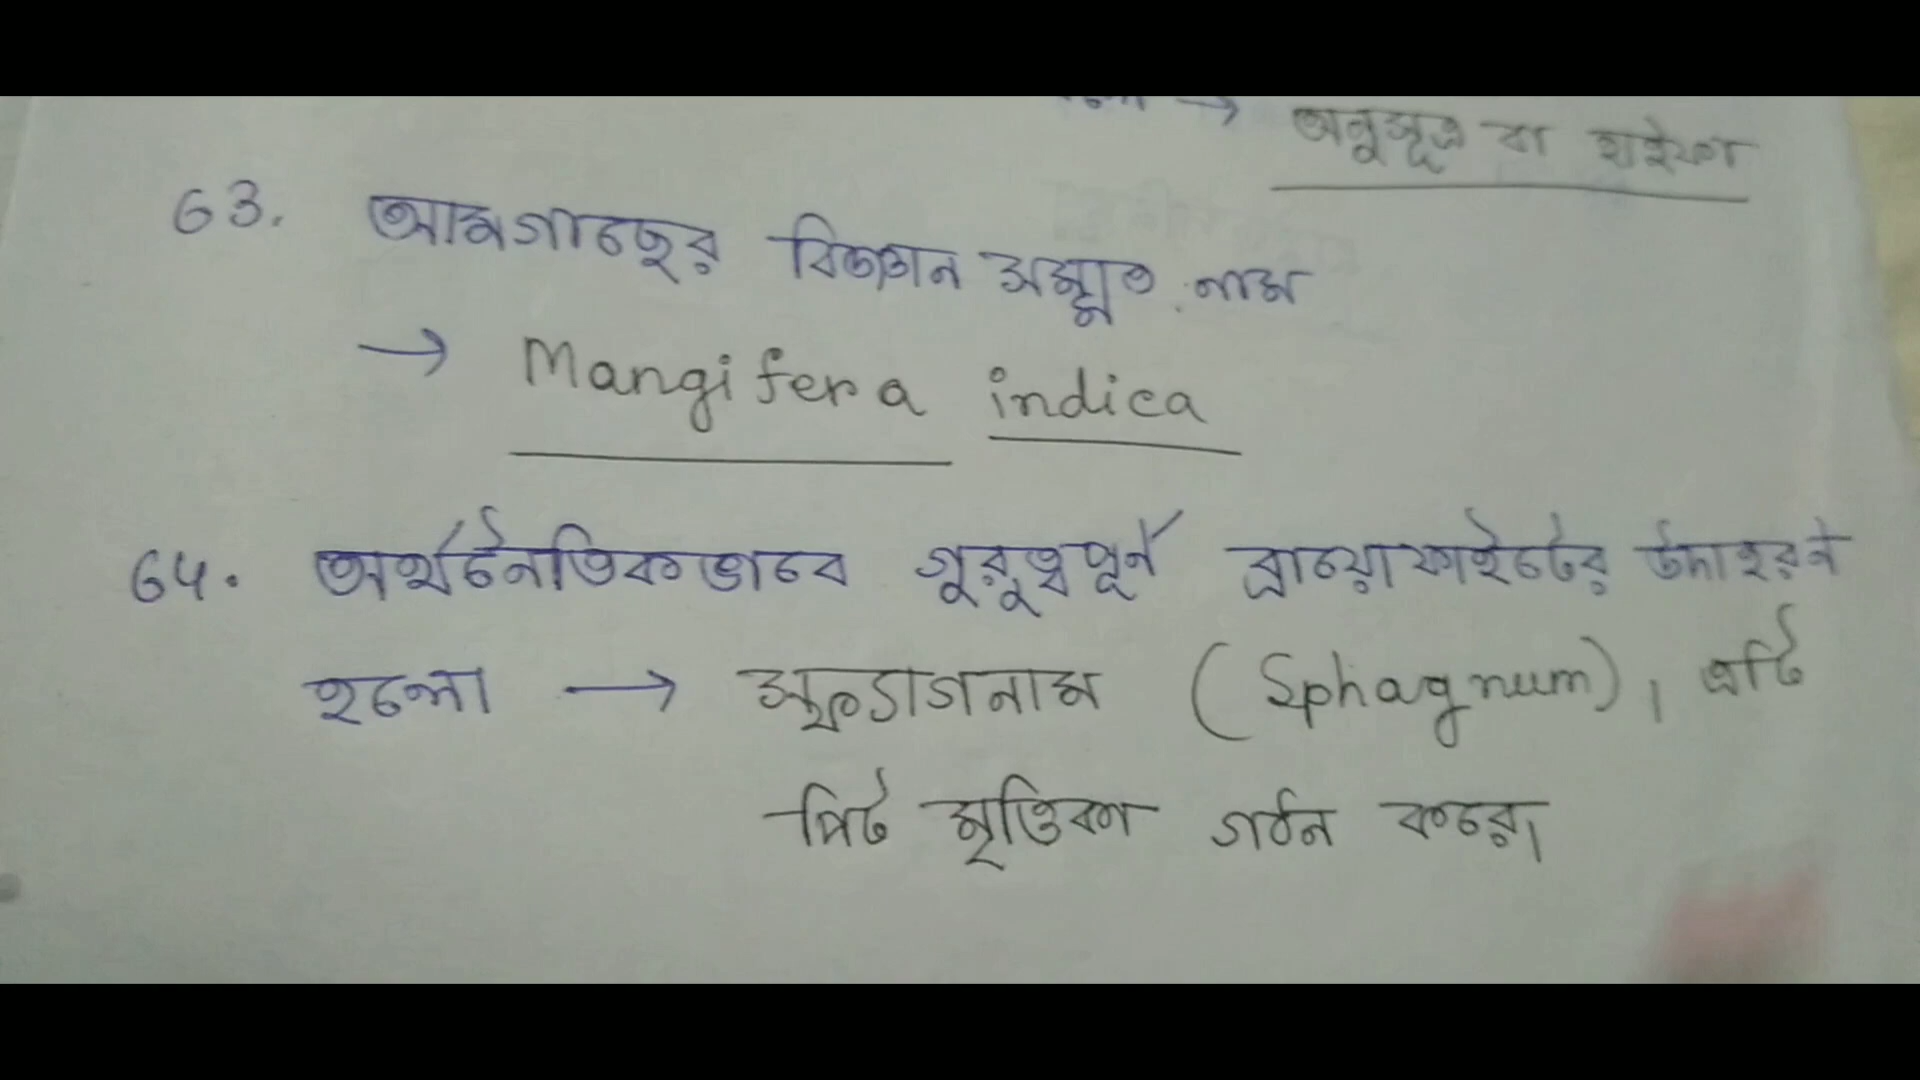 → অনুসূত্র বা হাইফা
63. আমগাছের বিজ্ঞান সম্মত নাম
→ Mangifera indica
64. অর্থনৈতিকভাবে গুরুত্বপূর্ন ব্রায়োফাইটের উদাহরন
হলো → স্ফ্যাগনাম (Sphagnum), এটি
পিট মৃত্তিকা গঠন করে।